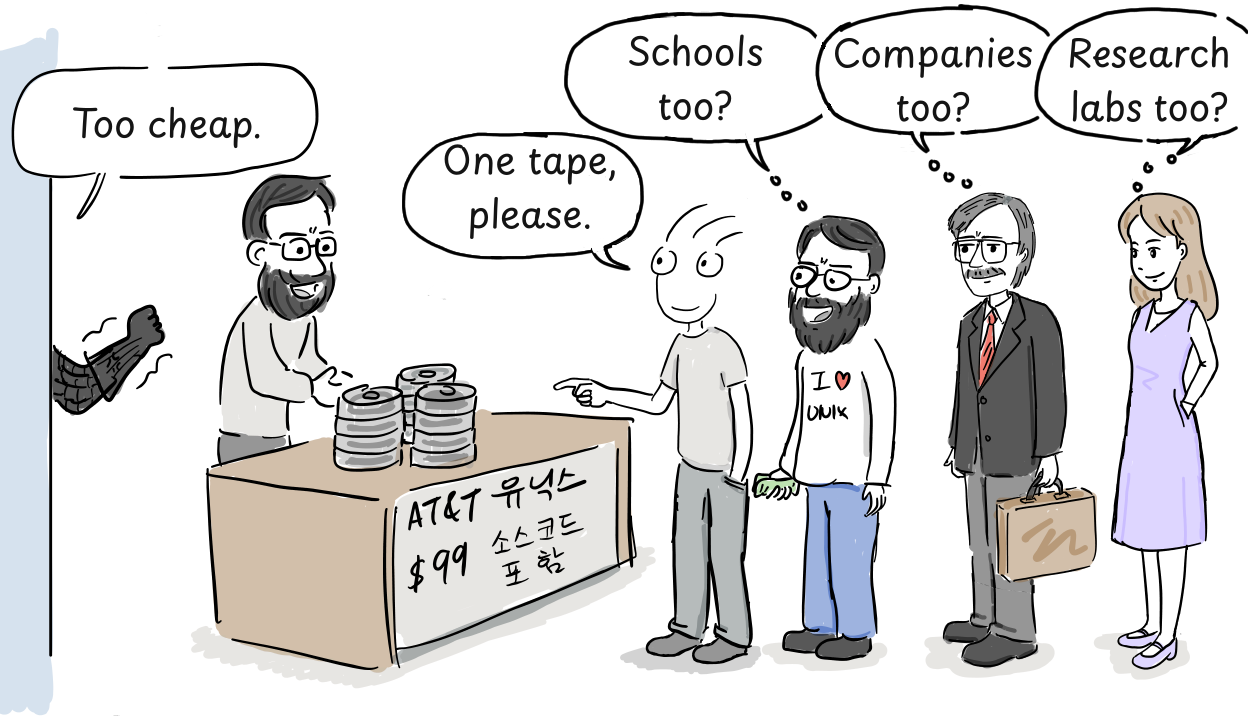 Too cheap.
One tape,
please.
Schools
too?
Companies
too?
Research
labs too?
I ❤
UNIX
AT&T 유닉스
$99 소스코드
포함